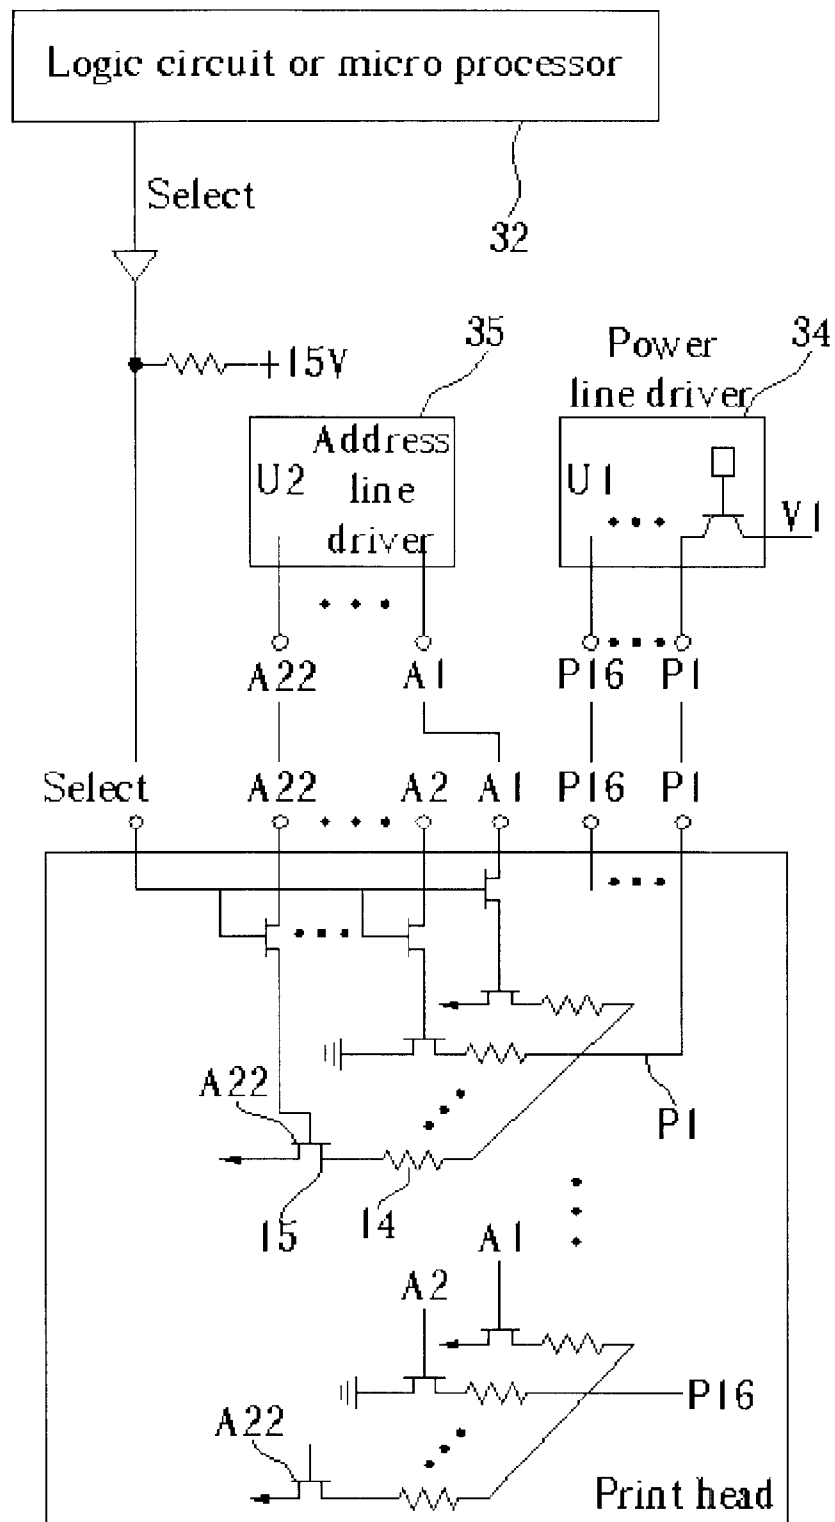 Logic circuit or micro processor
Select
32
+15V
35
34
Power
line driver
U2
Address
line
driver
U1
V1
A22
A1
P16
P1
Select
A22
A2
A1
P16
P1
A22
P1
15
14
A1
A2
P16
A22
Print head